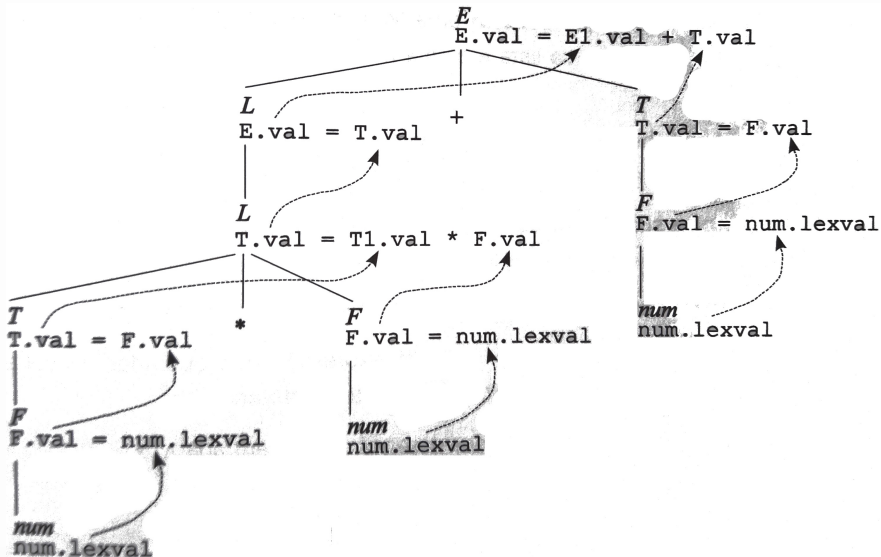 E
E.val = E1.val + T.val
L
E.val = T.val
+
T
T.val = F.val
L
T.val = T1.val * F.val
F
F.val = num.lexval
T
T.val = F.val
*
F
F.val = num.lexval
num
num.lexval
F
F.val = num.lexval
num
num.lexval
num
num.lexval